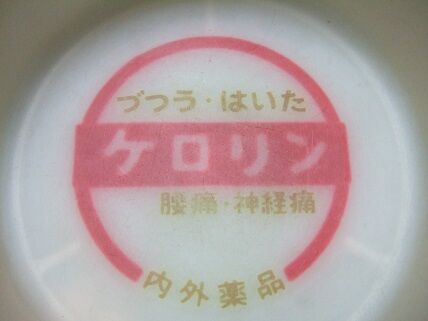 づつう・はいた
ケロリン
腰痛・神経痛
内外薬品